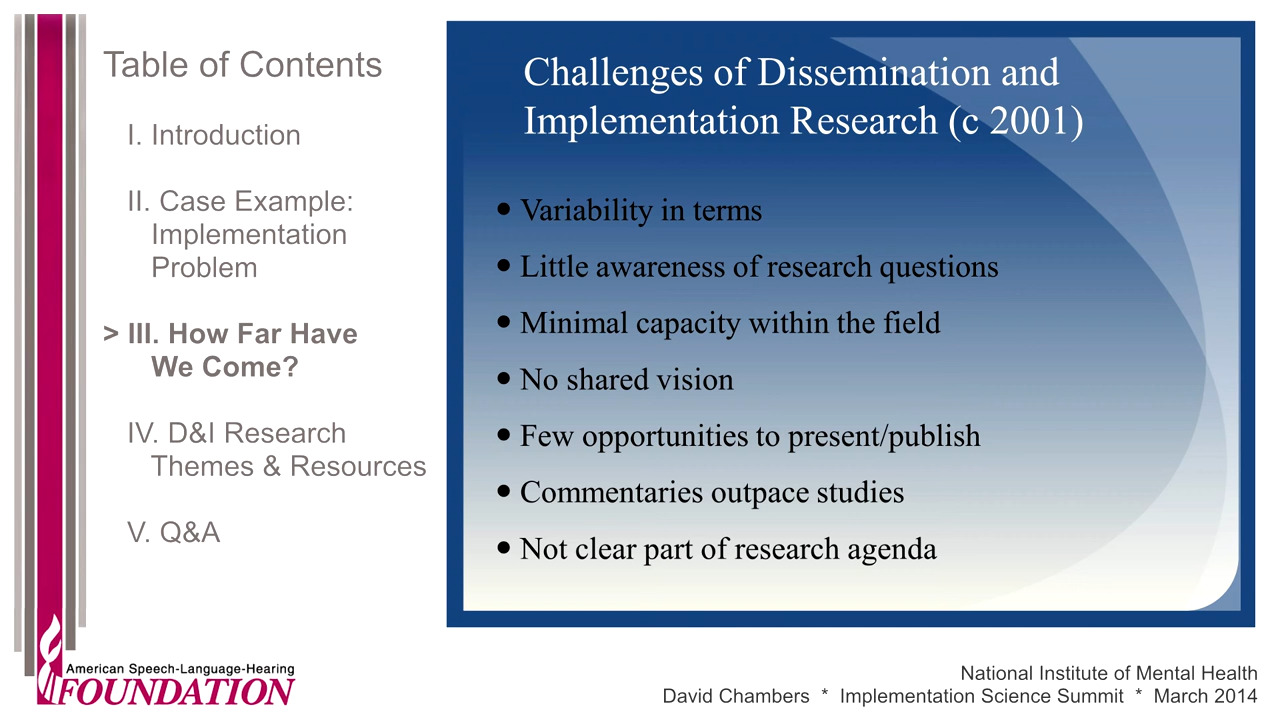 Table of Contents
I. Introduction
II. Case Example:
Implementation
Problem
> III. How Far Have
We Come?
IV. D&I Research
Themes & Resources
V. Q&A
Challenges of Dissemination and
Implementation Research (c 2001)
• Variability in terms
• Little awareness of research questions
• Minimal capacity within the field
• No shared vision
• Few opportunities to present/publish
• Commentaries outpace studies
• Not clear part of research agenda
American Speech-Language-Hearing
FOUNDATION
National Institute of Mental Health
David Chambers * Implementation Science Summit * March 2014